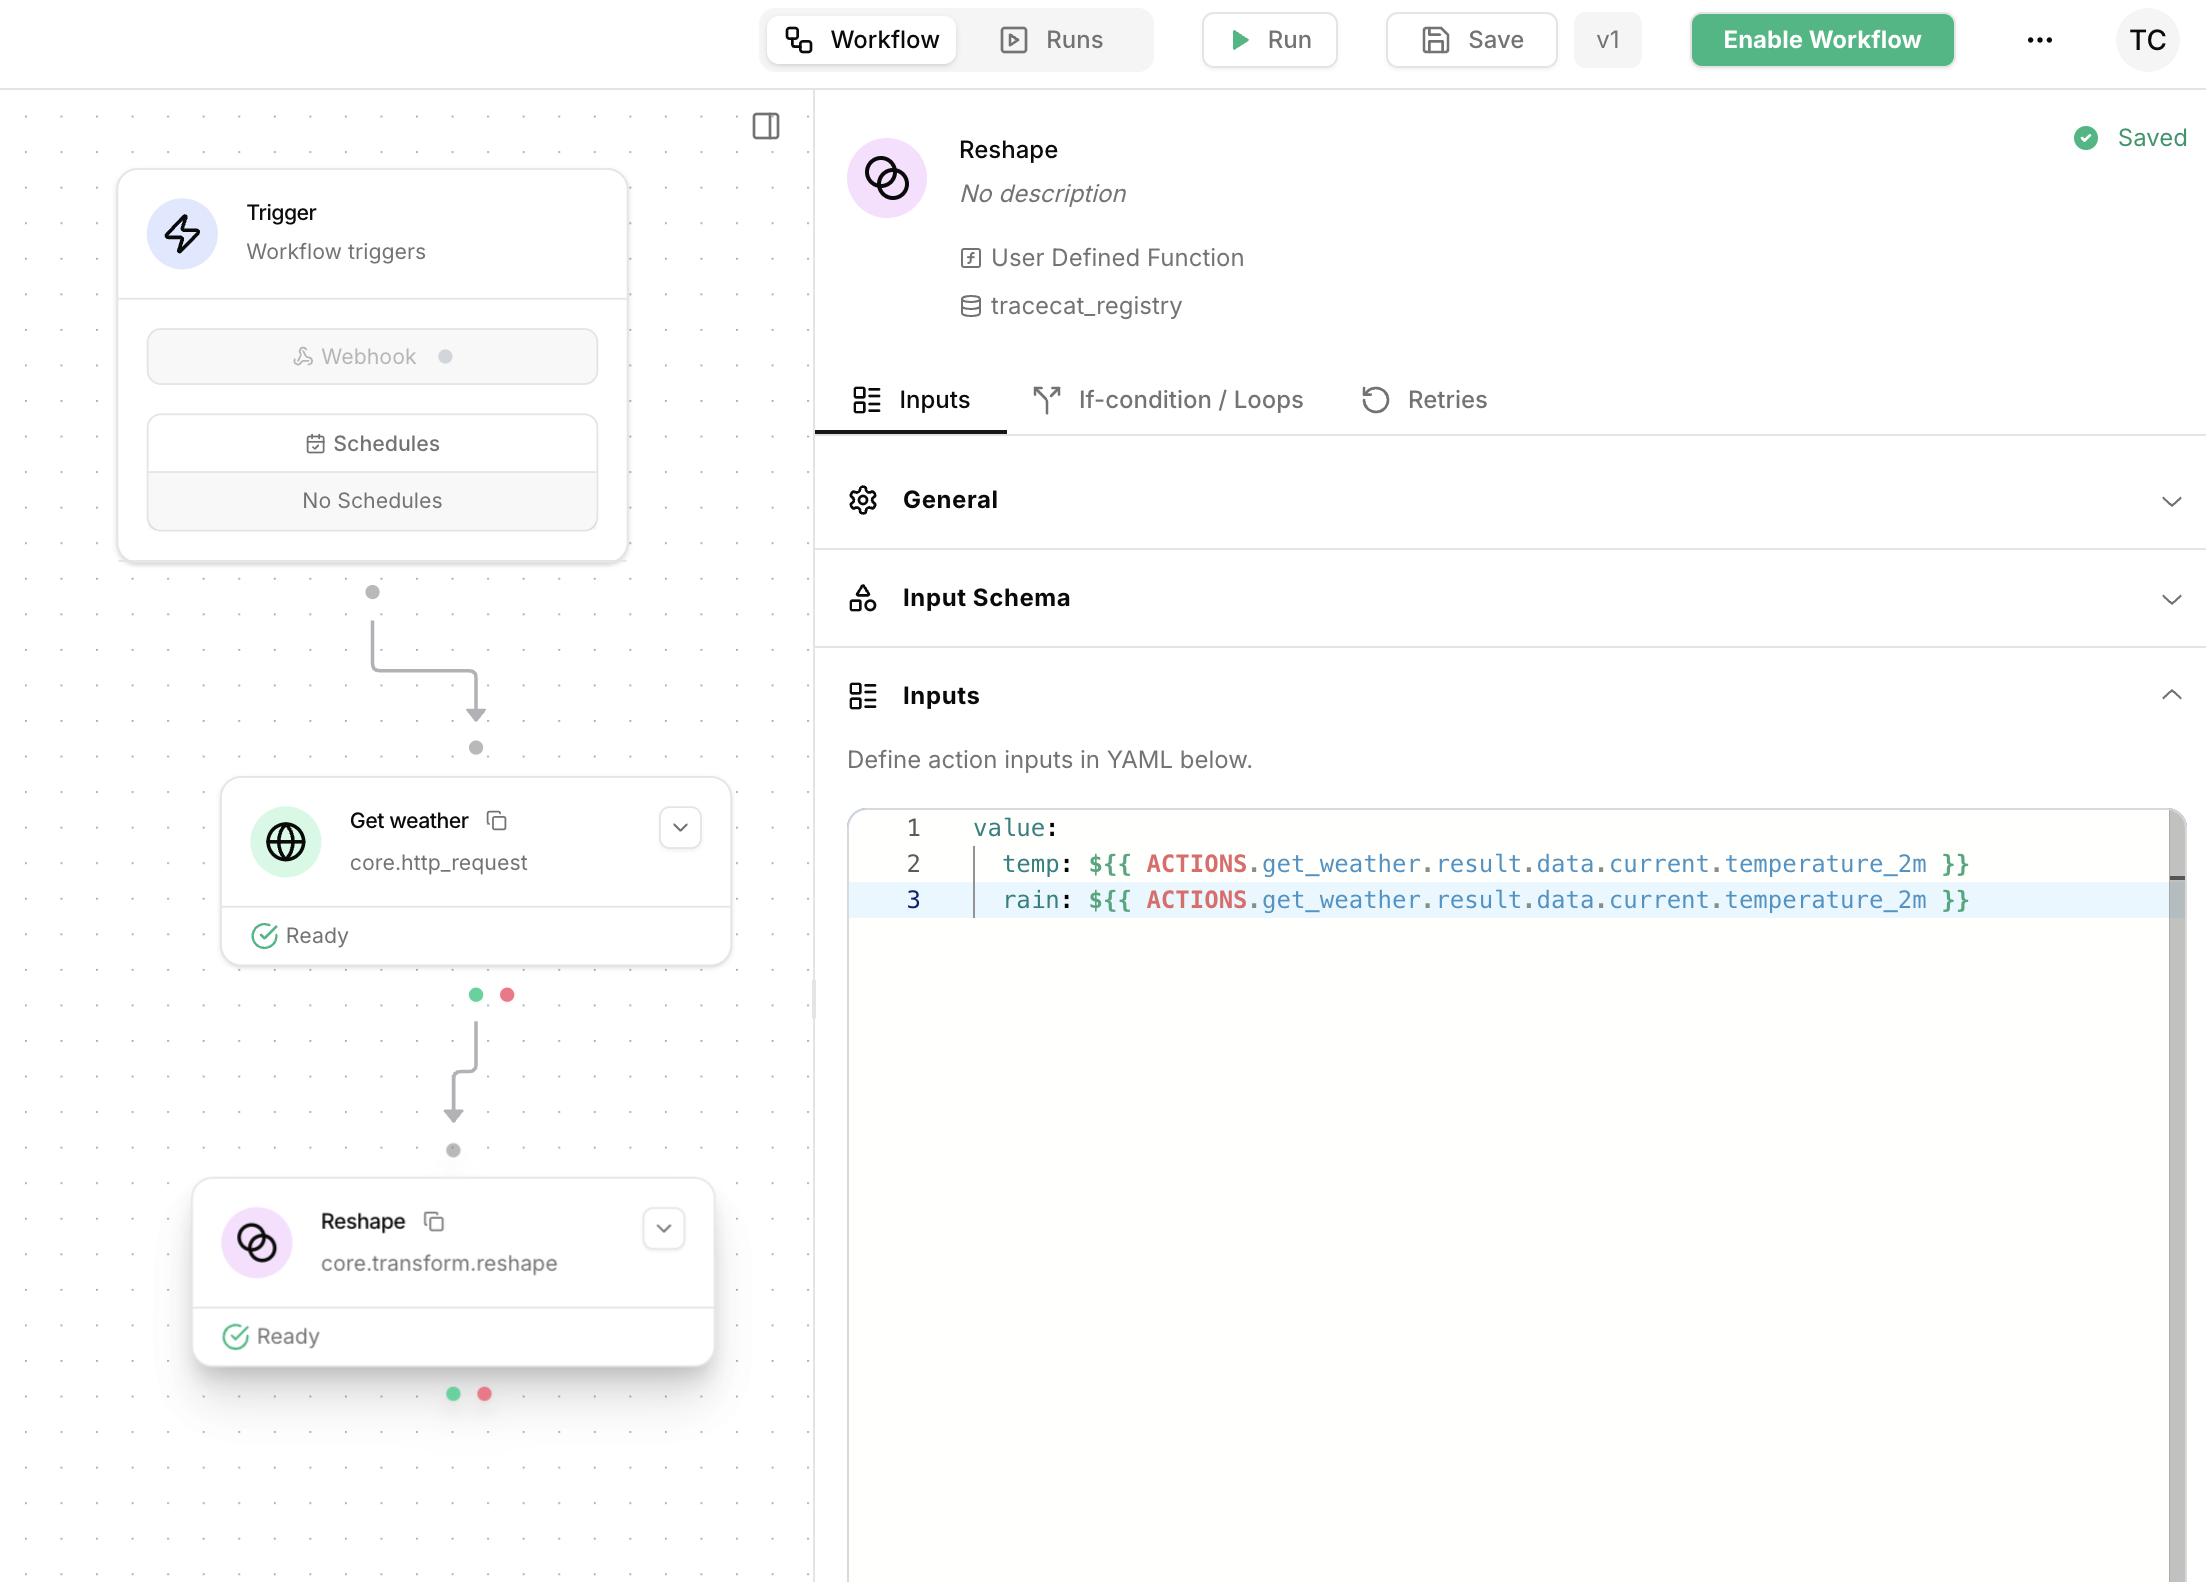 Workflow
Runs
Run
Save
v1
Enable Workflow
TC
Trigger
Workflow triggers
Webhook
Schedules
No Schedules
Get weather
core.http_request
Ready
Reshape
core.transform.reshape
Ready
Reshape
No description
User Defined Function
tracecat_registry
Saved
Inputs
If-condition / Loops
Retries
General
Input Schema
Inputs
Define action inputs in YAML below.
1 value:
2 temp: ${{ ACTIONS.get_weather.result.data.current.temperature_2m }}
3 rain: ${{ ACTIONS.get_weather.result.data.current.temperature_2m }}